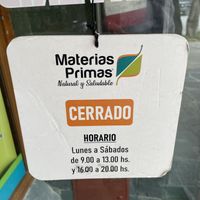 Materias
Primas
Natural y Saludable
CERRADO
HORARIO
Lunes a Sábados
de 9.00 a 13.00 hs.
y 16.00 a 20.00 hs.